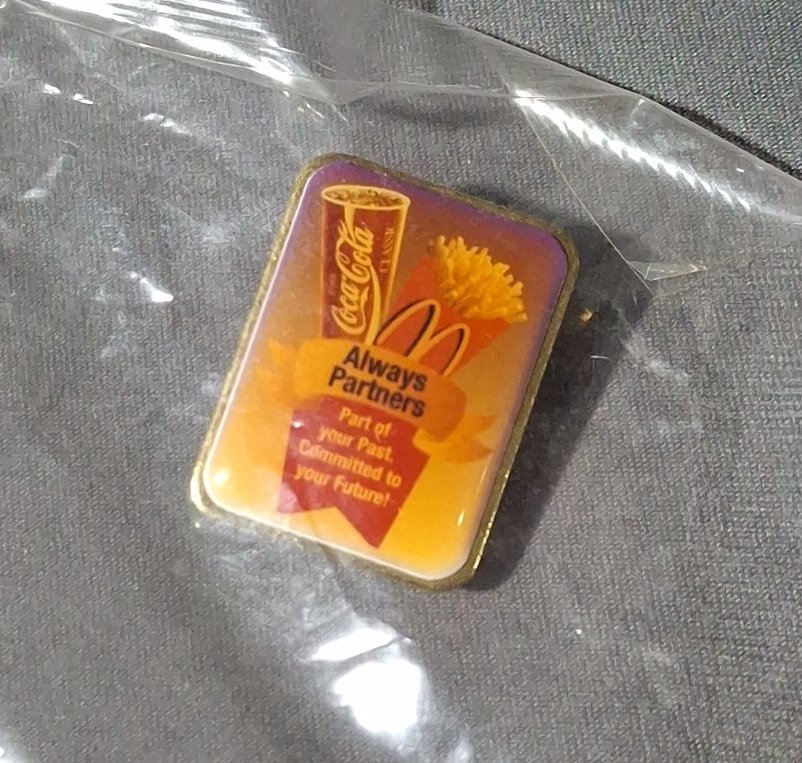 Coca-Cola
CLASSIC
Always
Partners
Part of
your Past.
Committed to
your Future!